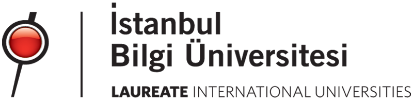 İstanbul
Bilgi Üniversitesi
LAUREATE INTERNATIONAL UNIVERSITIES